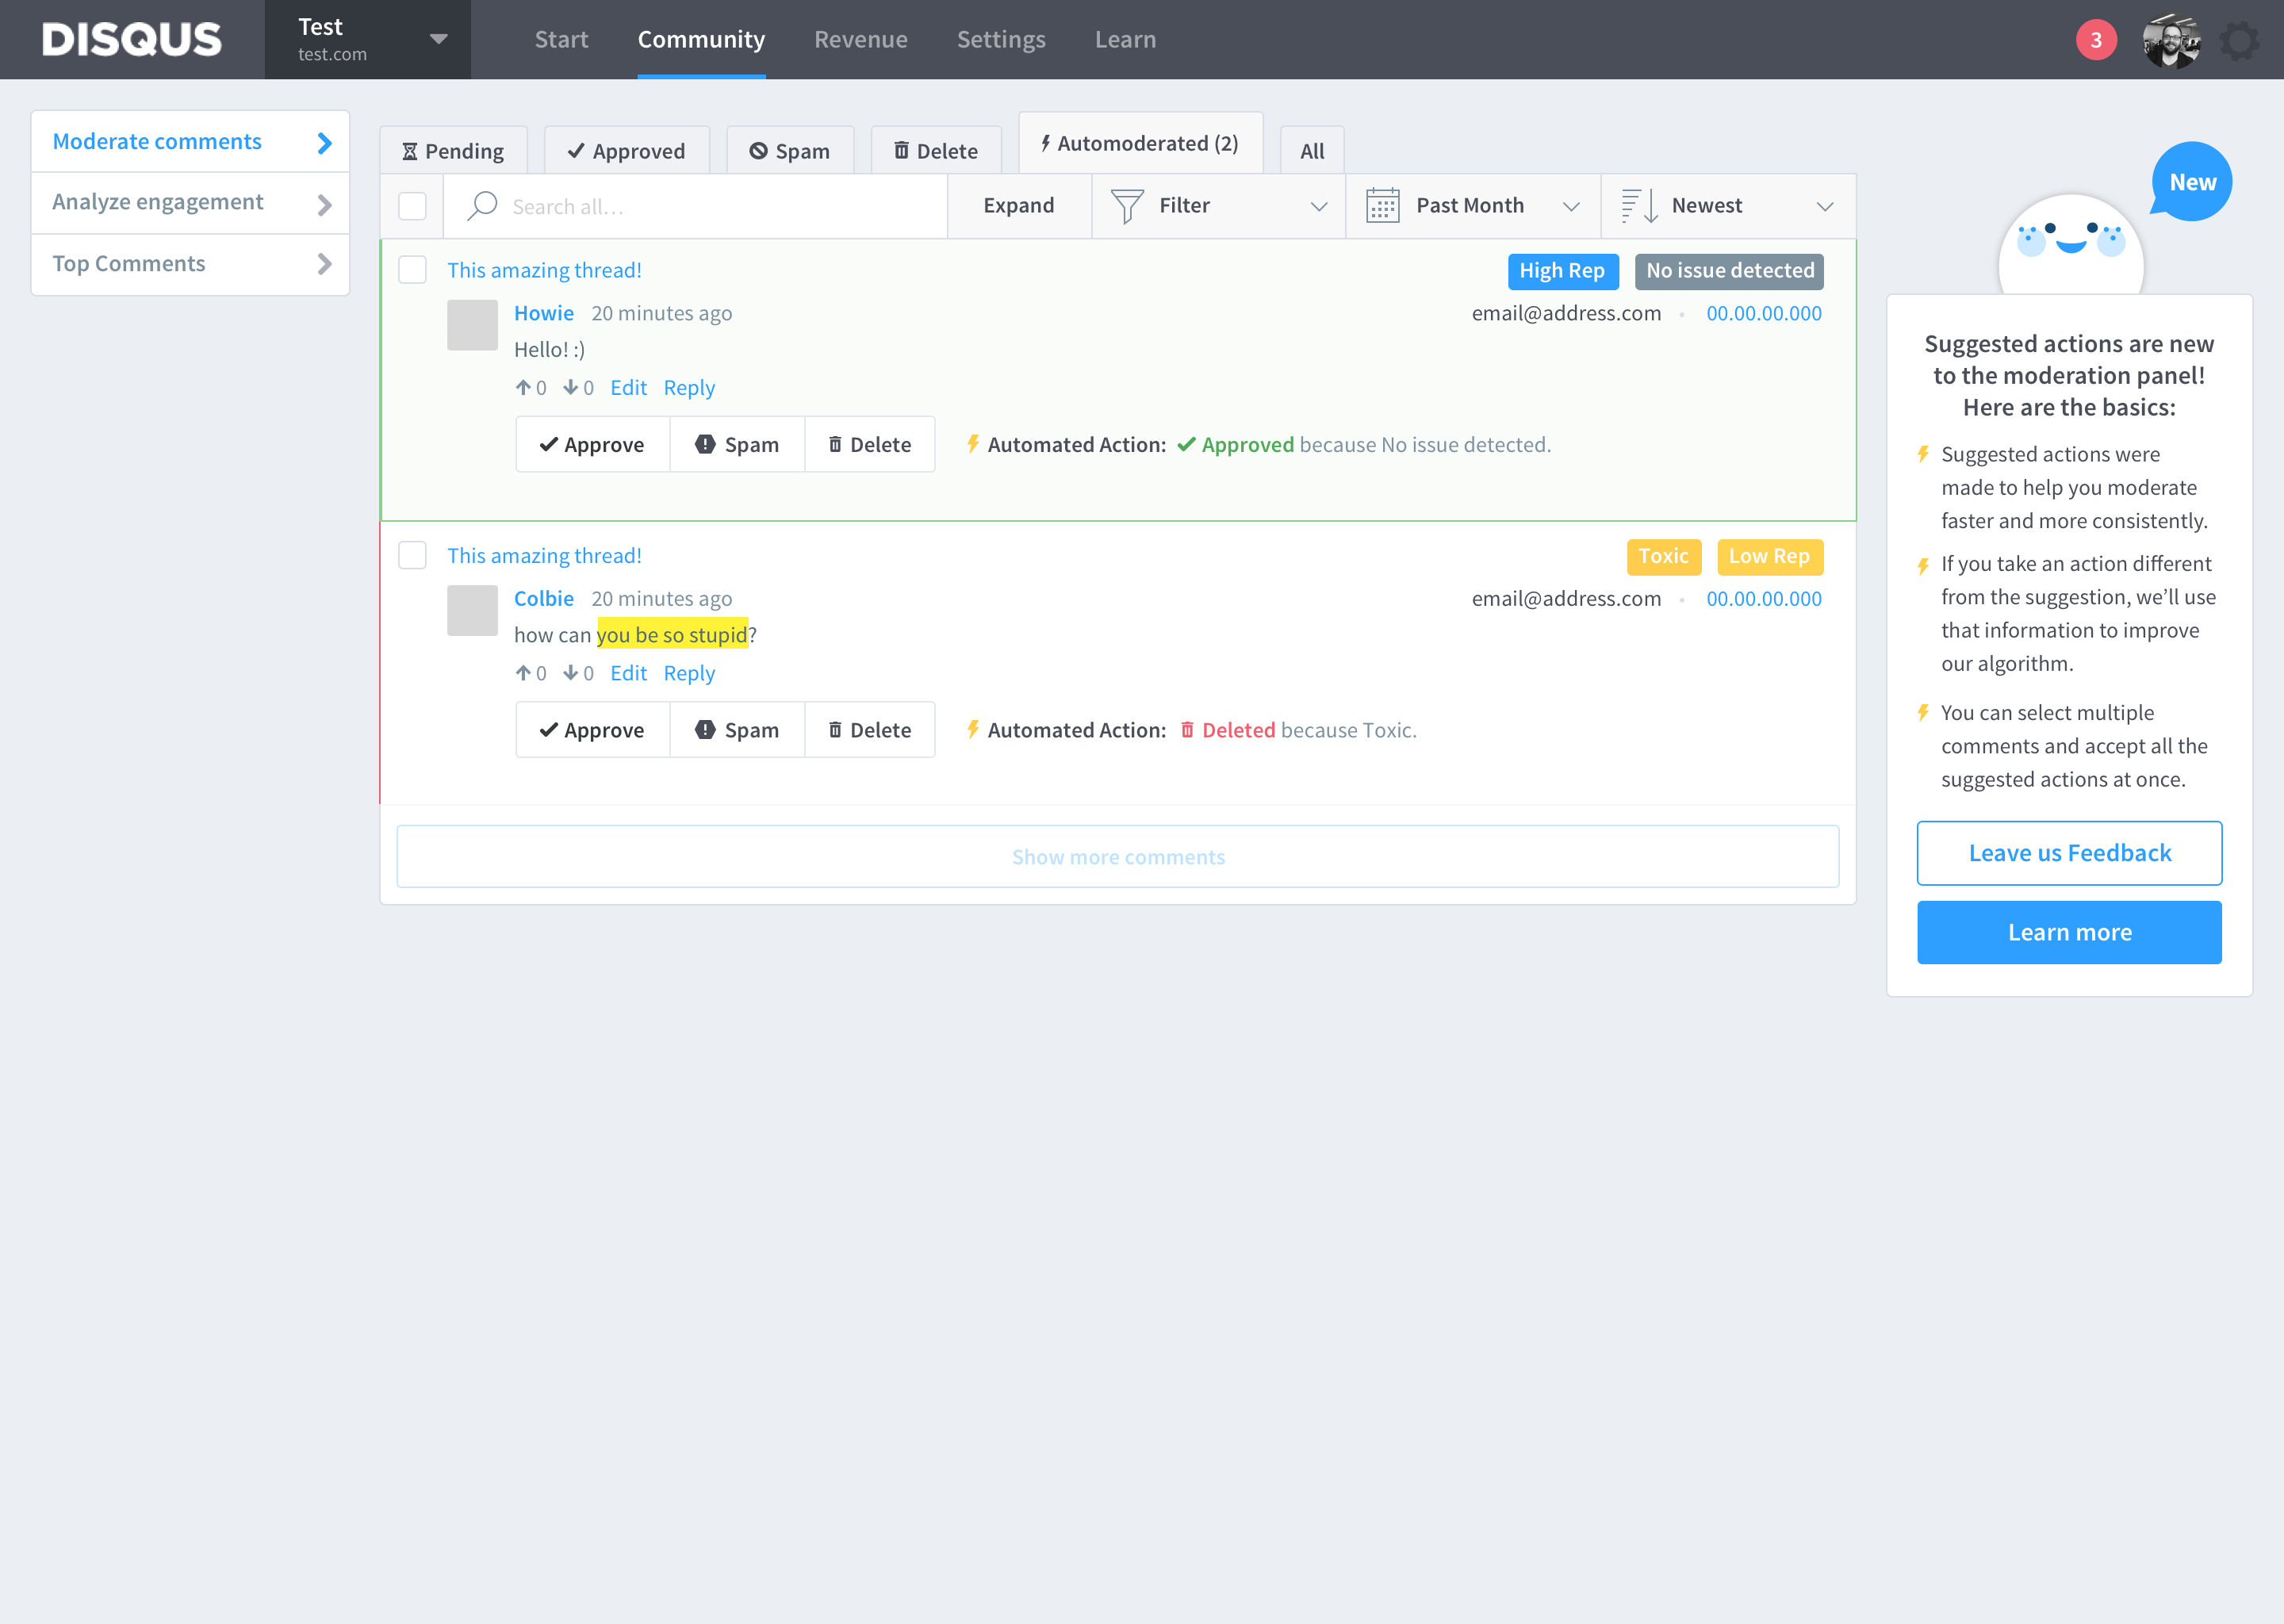 DISQUS
Test
test.com
Start Community Revenue Settings Learn
3
Moderate comments
Analyze engagement
Top Comments
Pending Approved Spam Delete Automoderated (2) All
Search all... Expand Filter Past Month Newest
This amazing thread! High Rep No issue detected
Howie 20 minutes ago email@address.com • 00.00.00.000
Hello! :)
0 0 Edit Reply
Approve Spam Delete Automated Action: Approved because No issue detected.
This amazing thread! Toxic Low Rep
Colbie 20 minutes ago email@address.com • 00.00.00.000
how can you be so stupid?
0 0 Edit Reply
Approve Spam Delete Automated Action: Deleted because Toxic.
Show more comments
New
Suggested actions are new
to the moderation panel!
Here are the basics:
Suggested actions were
made to help you moderate
faster and more consistently.
If you take an action different
from the suggestion, we’ll use
that information to improve
our algorithm.
You can select multiple
comments and accept all the
suggested actions at once.
Leave us Feedback
Learn more